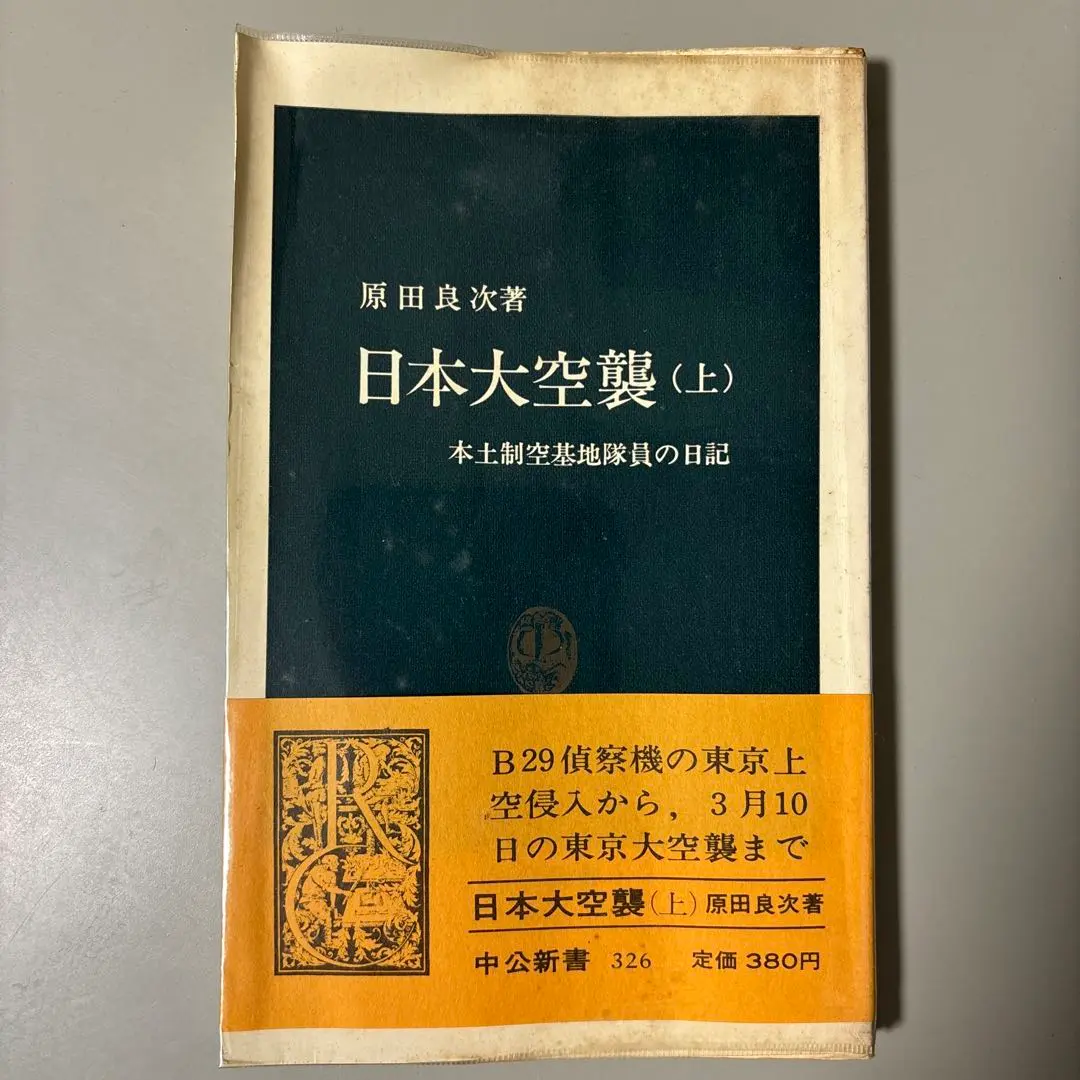 原田良次著
日本大空襲(上)
本土制空基地隊員の日記
B29偵察機の東京上
空侵入から，3月10
日の東京大空襲まで
日本大空襲(上) 原田良次著
中公新書 326 定価 380円